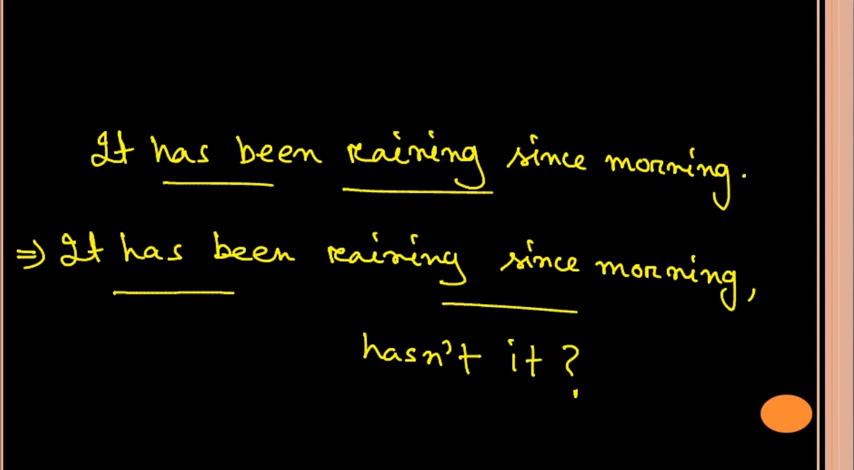 It has been raining since morning.
⇒ It has been raining since morning,
hasn't it?